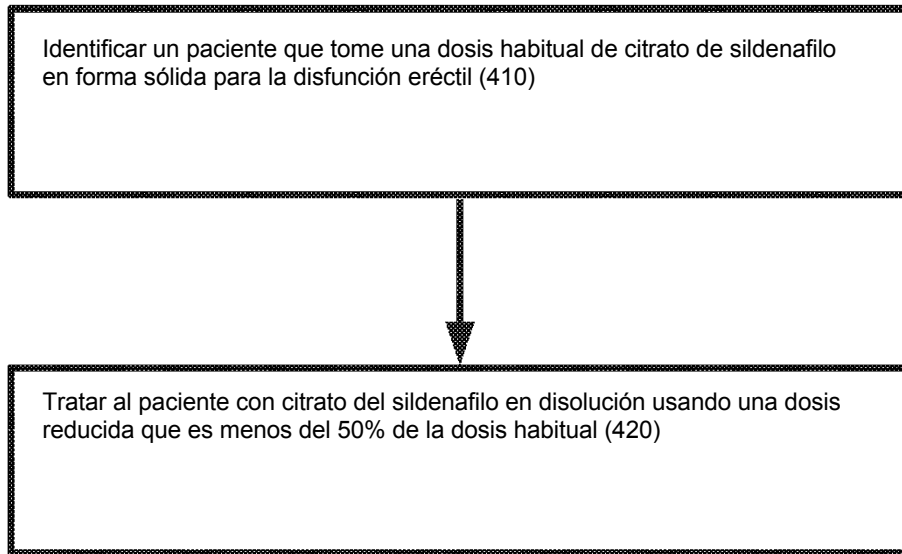 Identificar un paciente que tome una dosis habitual de citrato de sildenafilo
en forma sólida para la disfunción eréctil (410)
Tratar al paciente con citrato del sildenafilo en disolución usando una dosis
reducida que es menos del 50% de la dosis habitual (420)